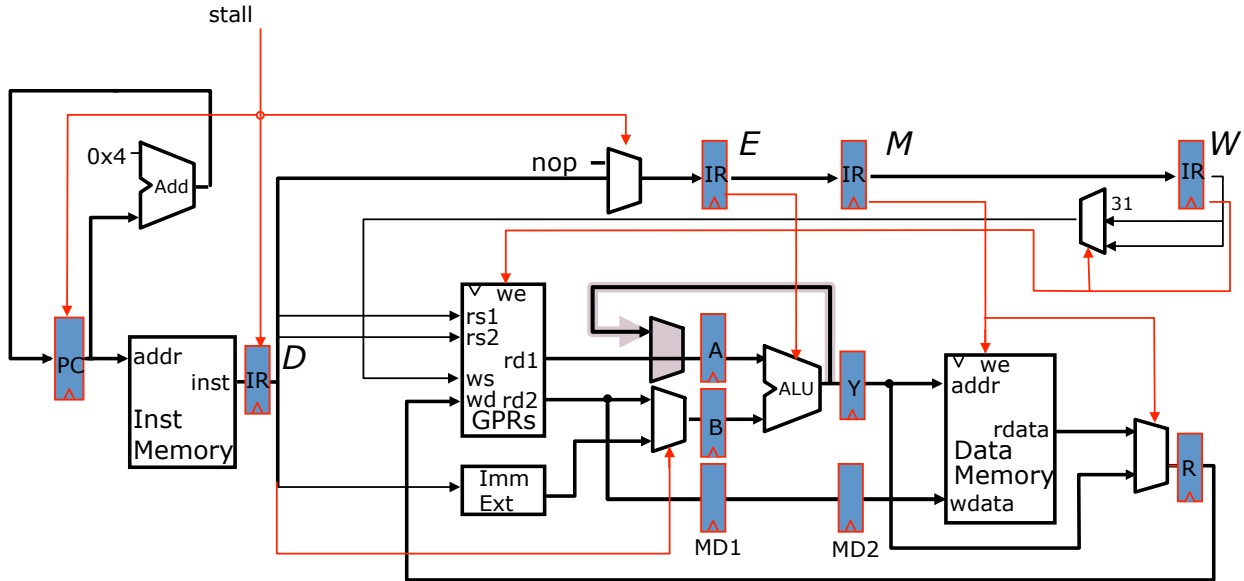 stall
E
M
W
nop
IR
IR
IR
0x4
Add
31
we
rs1
rs2
rd1
ws
wd
rd2
GPRs
PC
addr
inst
Inst
Memory
IR
D
A
B
ALU
Y
we
addr
rdata
Data
Memory
wdata
R
Imm
Ext
MD1
MD2